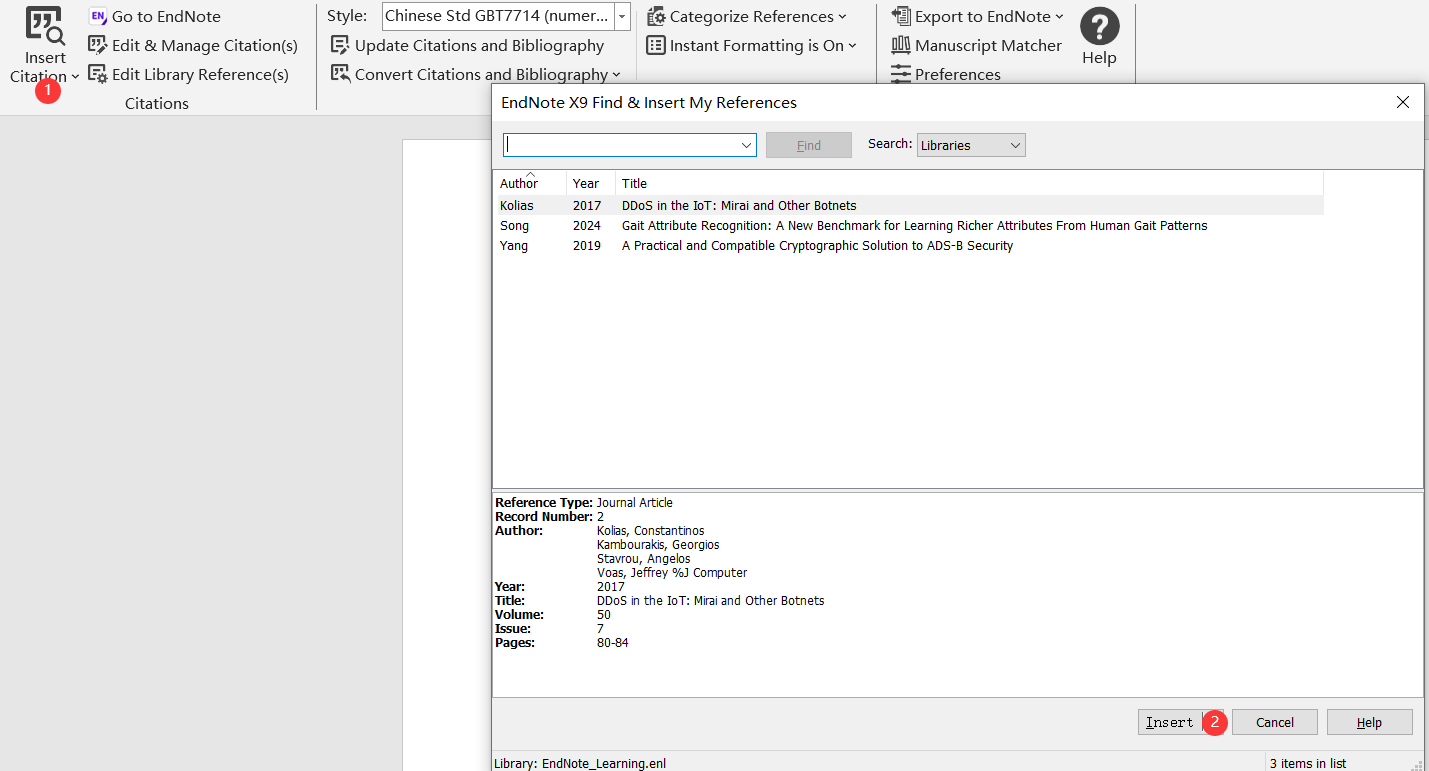 Insert
Citation
1
Go to EndNote
Edit & Manage Citation(s)
Edit Library Reference(s)
Citations
Style: Chinese Std GBT7714 (numer...
Update Citations and Bibliography
Convert Citations and Bibliography
Categorize References
Instant Formatting is On
Export to EndNote
Manuscript Matcher
Preferences
Help
EndNote X9 Find & Insert My References
Find Search: Libraries
Author Year Title
Kolias 2017 DDoS in the IoT: Mirai and Other Botnets
Song 2024 Gait Attribute Recognition: A New Benchmark for Learning Richer Attributes From Human Gait Patterns
Yang 2019 A Practical and Compatible Cryptographic Solution to ADS-B Security
Reference Type: Journal Article
Record Number: 2
Author: Kolias, Constantinos
Kambourakis, Georgios
Stavrou, Angelos
Voas, Jeffrey %J Computer
Year: 2017
Title: DDoS in the IoT: Mirai and Other Botnets
Volume: 50
Issue: 7
Pages: 80-84
Insert 2 Cancel Help
Library: EndNote_Learning.enl 3 items in list